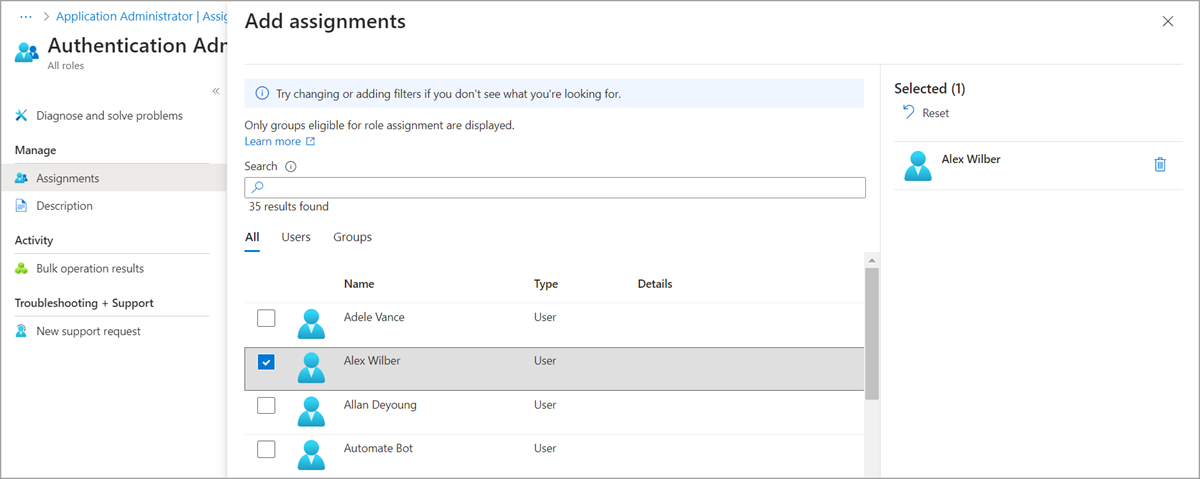 ··· > Application Administrator | Assig
Authentication Adr
All roles
«
Diagnose and solve problems
Manage
Assignments
Description
Activity
Bulk operation results
Troubleshooting + Support
New support request
Add assignments
Try changing or adding filters if you don't see what you're looking for.
Only groups eligible for role assignment are displayed.
Learn more
Search
35 results found
All Users Groups
Name Type Details
Adele Vance User
Alex Wilber User
Allan Deyoung User
Automate Bot User
Selected (1)
Reset
Alex Wilber